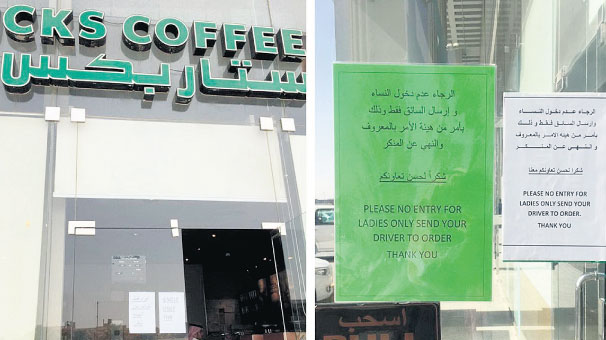 CKS COFFEE
ستاربكس
الرجاء عدم دخول النساء
و إرسال السائق فقط وذلك
بأمر من هيئة الأمر بالمعروف
والنهي عن المنكر
شكراً لحسن تعاونكم
PLEASE NO ENTRY FOR
LADIES ONLY SEND YOUR
DRIVER TO ORDER
THANK YOU
الرجاء عدم دخول النساء
وإرسال السائق فقط وذلك
بأمر من هيئة الأمر بالمعروف
والنهي عن المنكر
شكرا لحسن تعاونكم معنا
PLEASE NO ENTRY FOR
LADIES ONLY SEND YOUR
DRIVER TO ORDER.
THANK YOU
اسحب